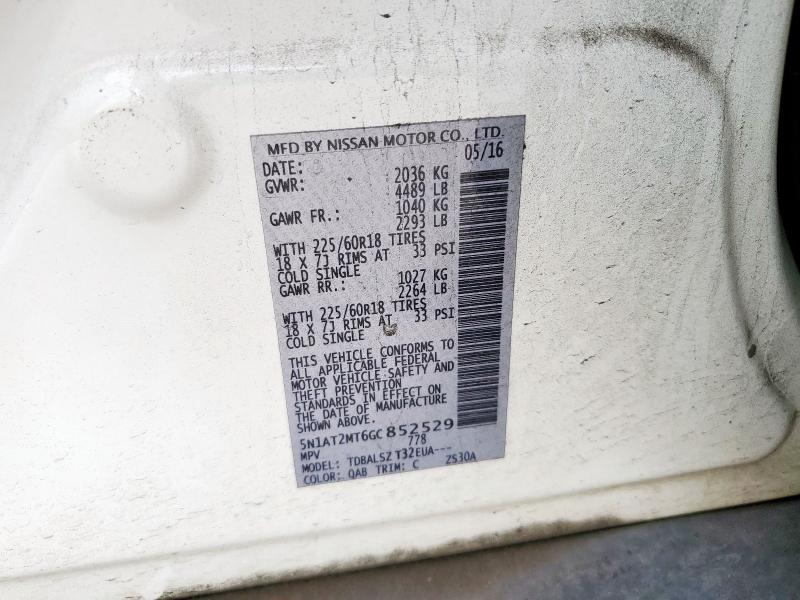 MFD BY NISSAN MOTOR CO., LTD.
DATE: 05/16
GVWR: 2036 KG
4489 LB
GAWR FR.: 1040 KG
2293 LB
WITH 225/60R18 TIRES
18 X 7J RIMS AT 33 PSI
COLD SINGLE
GAWR RR.: 1027 KG
2264 LB
WITH 225/60R18 TIRES
18 X 7J RIMS AT 33 PSI
COLD SINGLE
THIS VEHICLE CONFORMS TO
ALL APPLICABLE FEDERAL
MOTOR VEHICLE SAFETY AND
THEFT PREVENTION
STANDARDS IN EFFECT ON
THE DATE OF MANUFACTURE
SHOWN ABOVE.
5N1AT2MT6GC852529
MPV 778
MODEL: TDBALSZ T32EUA---
COLOR: QAB TRIM: C ZS30A